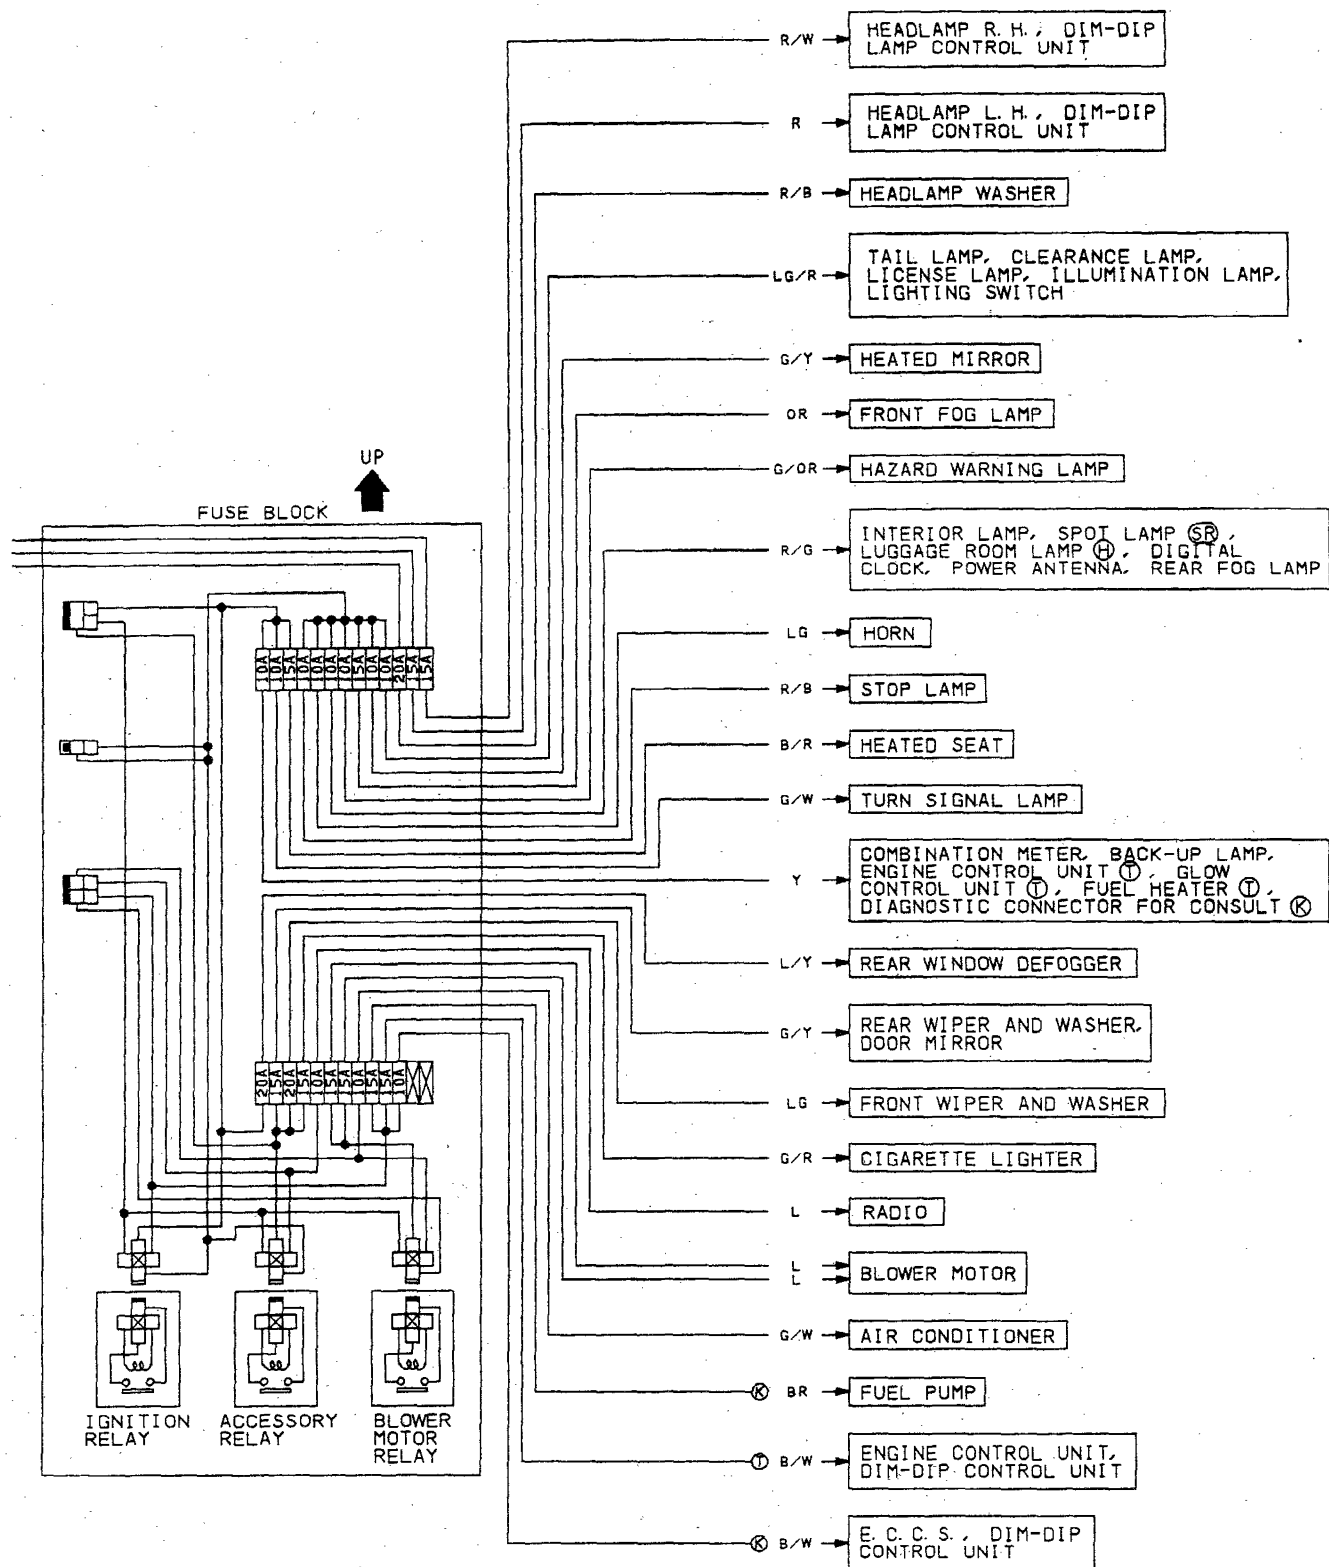 R/W
HEADLAMP R. H. , DIM-DIP
LAMP CONTROL UNIT
R
HEADLAMP L. H. , DIM-DIP
LAMP CONTROL UNIT
R/B
HEADLAMP WASHER
LG/R
TAIL LAMP, CLEARANCE LAMP,
LICENSE LAMP, ILLUMINATION LAMP,
LIGHTING SWITCH
G/Y
HEATED MIRROR
OR
FRONT FOG LAMP
G/OR
HAZARD WARNING LAMP
UP
FUSE BLOCK
R/G
INTERIOR LAMP, SPOT LAMP SR ,
LUGGAGE ROOM LAMP H , DIGITAL
CLOCK, POWER ANTENNA, REAR FOG LAMP
LG
HORN
10A 10A 15A 10A 10A 10A 10A 15A 10A 10A 20A 15A 15A
R/B
STOP LAMP
B/R
HEATED SEAT
G/W
TURN SIGNAL LAMP
Y
COMBINATION METER, BACK-UP LAMP,
ENGINE CONTROL UNIT T , GLOW
CONTROL UNIT T , FUEL HEATER T ,
DIAGNOSTIC CONNECTOR FOR CONSULT K
L/Y
REAR WINDOW DEFOGGER
G/Y
REAR WIPER AND WASHER,
DOOR MIRROR
20A 15A 20A 15A 10A 15A 15A 10A 15A 15A 10A
LG
FRONT WIPER AND WASHER
G/R
CIGARETTE LIGHTER
L
RADIO
L
L
BLOWER MOTOR
G/W
AIR CONDITIONER
K BR
FUEL PUMP
IGNITION
RELAY
ACCESSORY
RELAY
BLOWER
MOTOR
RELAY
T B/W
ENGINE CONTROL UNIT,
DIM-DIP CONTROL UNIT
K B/W
E. C. C. S. , DIM-DIP
CONTROL UNIT